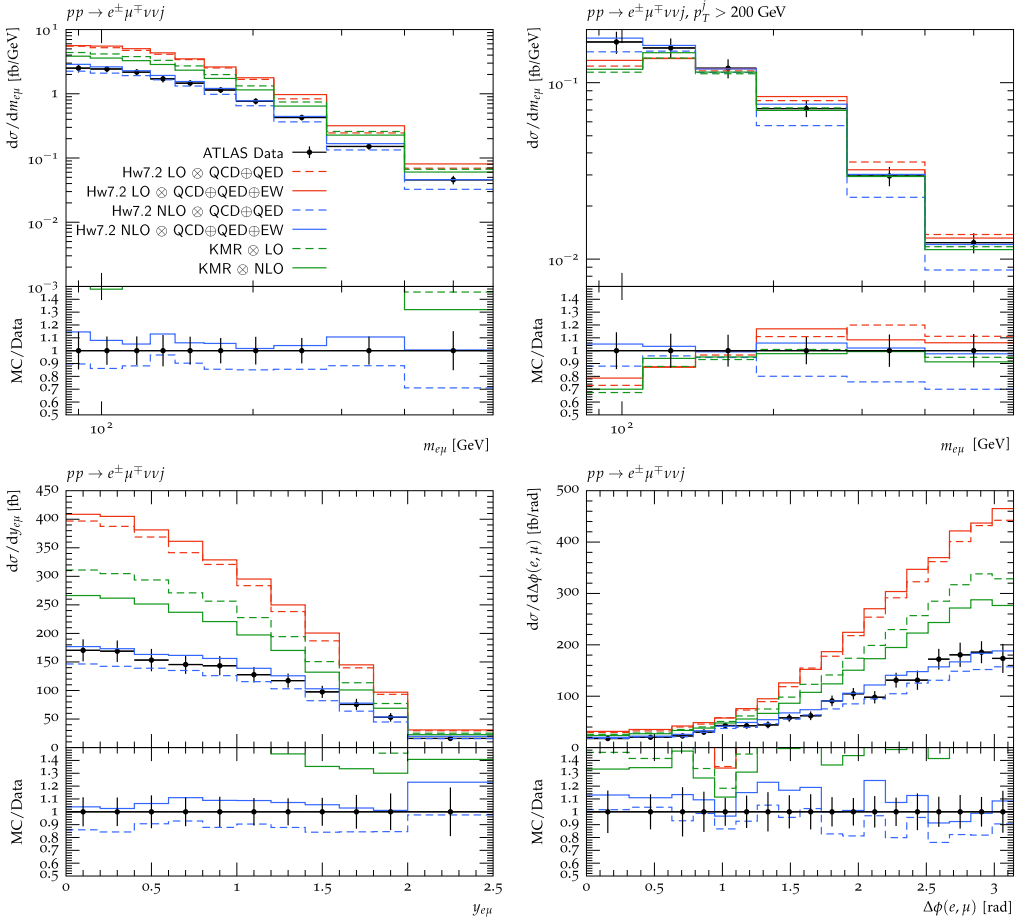 pp → e±μ∓ννj
dσ/dm_eμ [fb/GeV]
10¹
1
10⁻¹
10⁻²
10⁻³
ATLAS Data
Hw7.2 LO ⊗ QCD⊕QED
Hw7.2 LO ⊗ QCD⊕QED⊕EW
Hw7.2 NLO ⊗ QCD⊕QED
Hw7.2 NLO ⊗ QCD⊕QED⊕EW
KMR ⊗ LO
KMR ⊗ NLO
MC/Data
1.4
1.3
1.2
1.1
1
0.9
0.8
0.7
0.6
0.5
10²
m_eμ [GeV]
pp → e±μ∓ννj, p_T^j > 200 GeV
dσ/dm_eμ [fb/GeV]
10⁻¹
10⁻²
MC/Data
1.4
1.3
1.2
1.1
1
0.9
0.8
0.7
0.6
0.5
10²
m_eμ [GeV]
pp → e±μ∓ννj
dσ/dy_eμ [fb]
450
400
350
300
250
200
150
100
50
0
MC/Data
1.4
1.3
1.2
1.1
1
0.9
0.8
0.7
0.6
0.5
0 0.5 1 1.5 2 2.5
y_eμ
pp → e±μ∓ννj
dσ/dΔϕ(e, μ) [fb/rad]
500
400
300
200
100
0
MC/Data
1.4
1.3
1.2
1.1
1
0.9
0.8
0.7
0.6
0.5
0 0.5 1 1.5 2 2.5 3
Δϕ(e, μ) [rad]